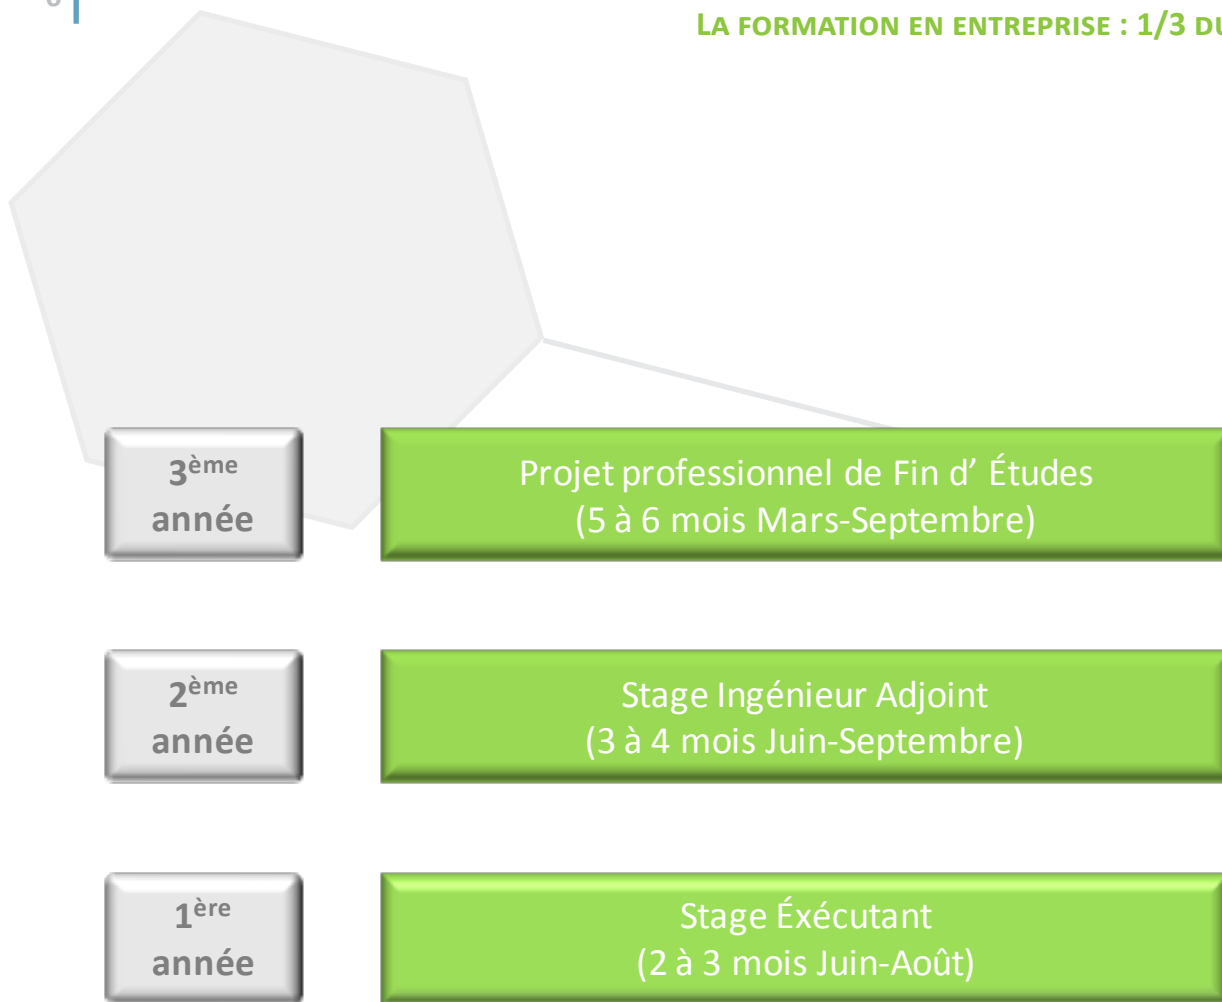 LA FORMATION EN ENTREPRISE : 1/3 DU
3ème
année
Projet professionnel de Fin d' Études
(5 à 6 mois Mars-Septembre)
2ème
année
Stage Ingénieur Adjoint
(3 à 4 mois Juin-Septembre)
1ère
année
Stage Éxécutant
(2 à 3 mois Juin-Août)